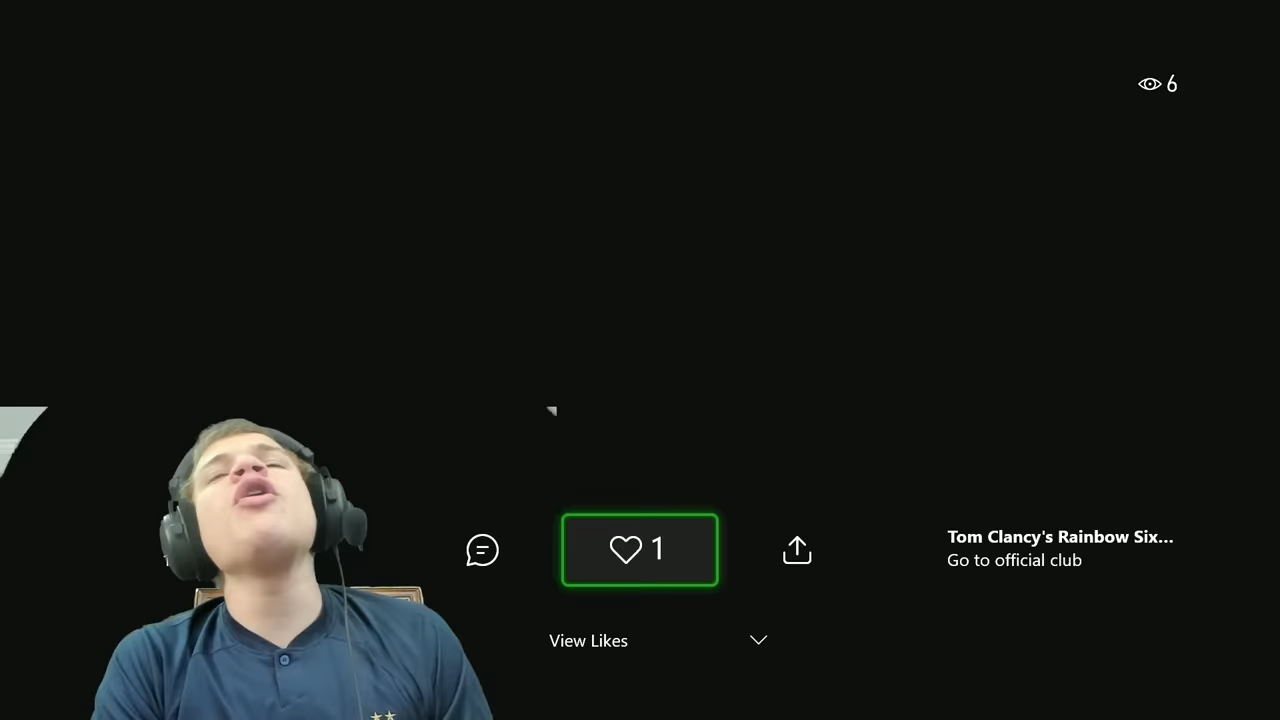 6
1
Tom Clancy's Rainbow Six...
Go to official club
View Likes